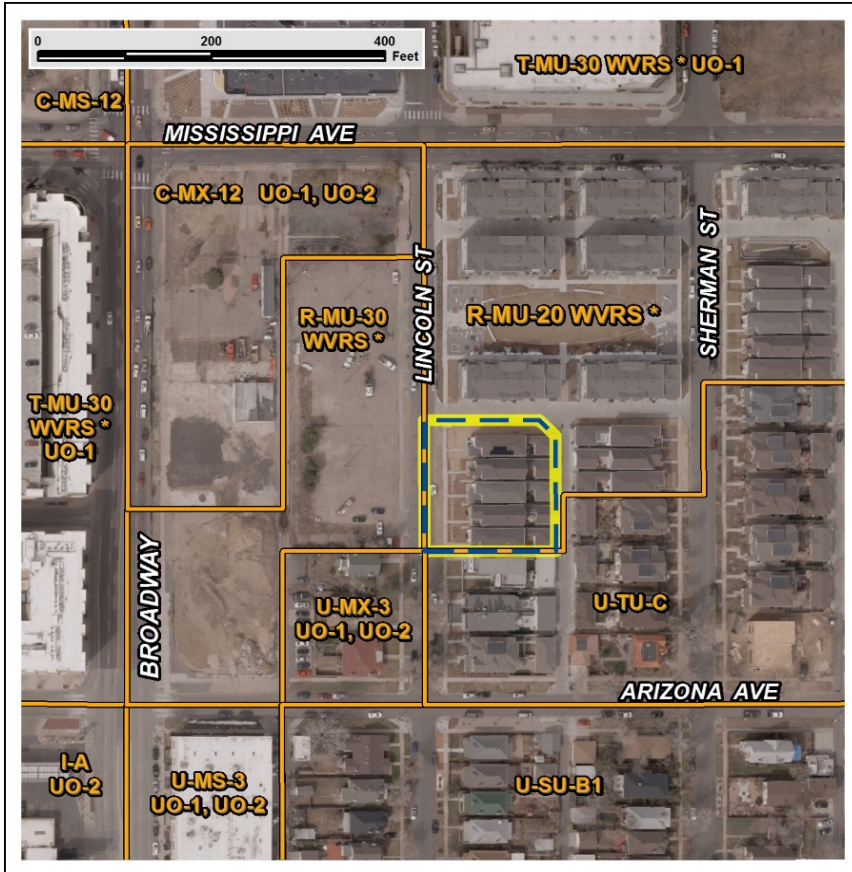 0 200 400
Feet
T-MU-30 WVRS * UO-1
C-MS-12
MISSISSIPPI AVE
C-MX-12 UO-1, UO-2
LINCOLN ST
SHERMAN ST
R-MU-30
WVRS *
R-MU-20 WVRS *
T-MU-30
WVRS *
UO-1
BROADWAY
U-MX-3
UO-1, UO-2
U-TU-C
ARIZONA AVE
I-A
UO-2
U-MS-3
UO-1, UO-2
U-SU-B1